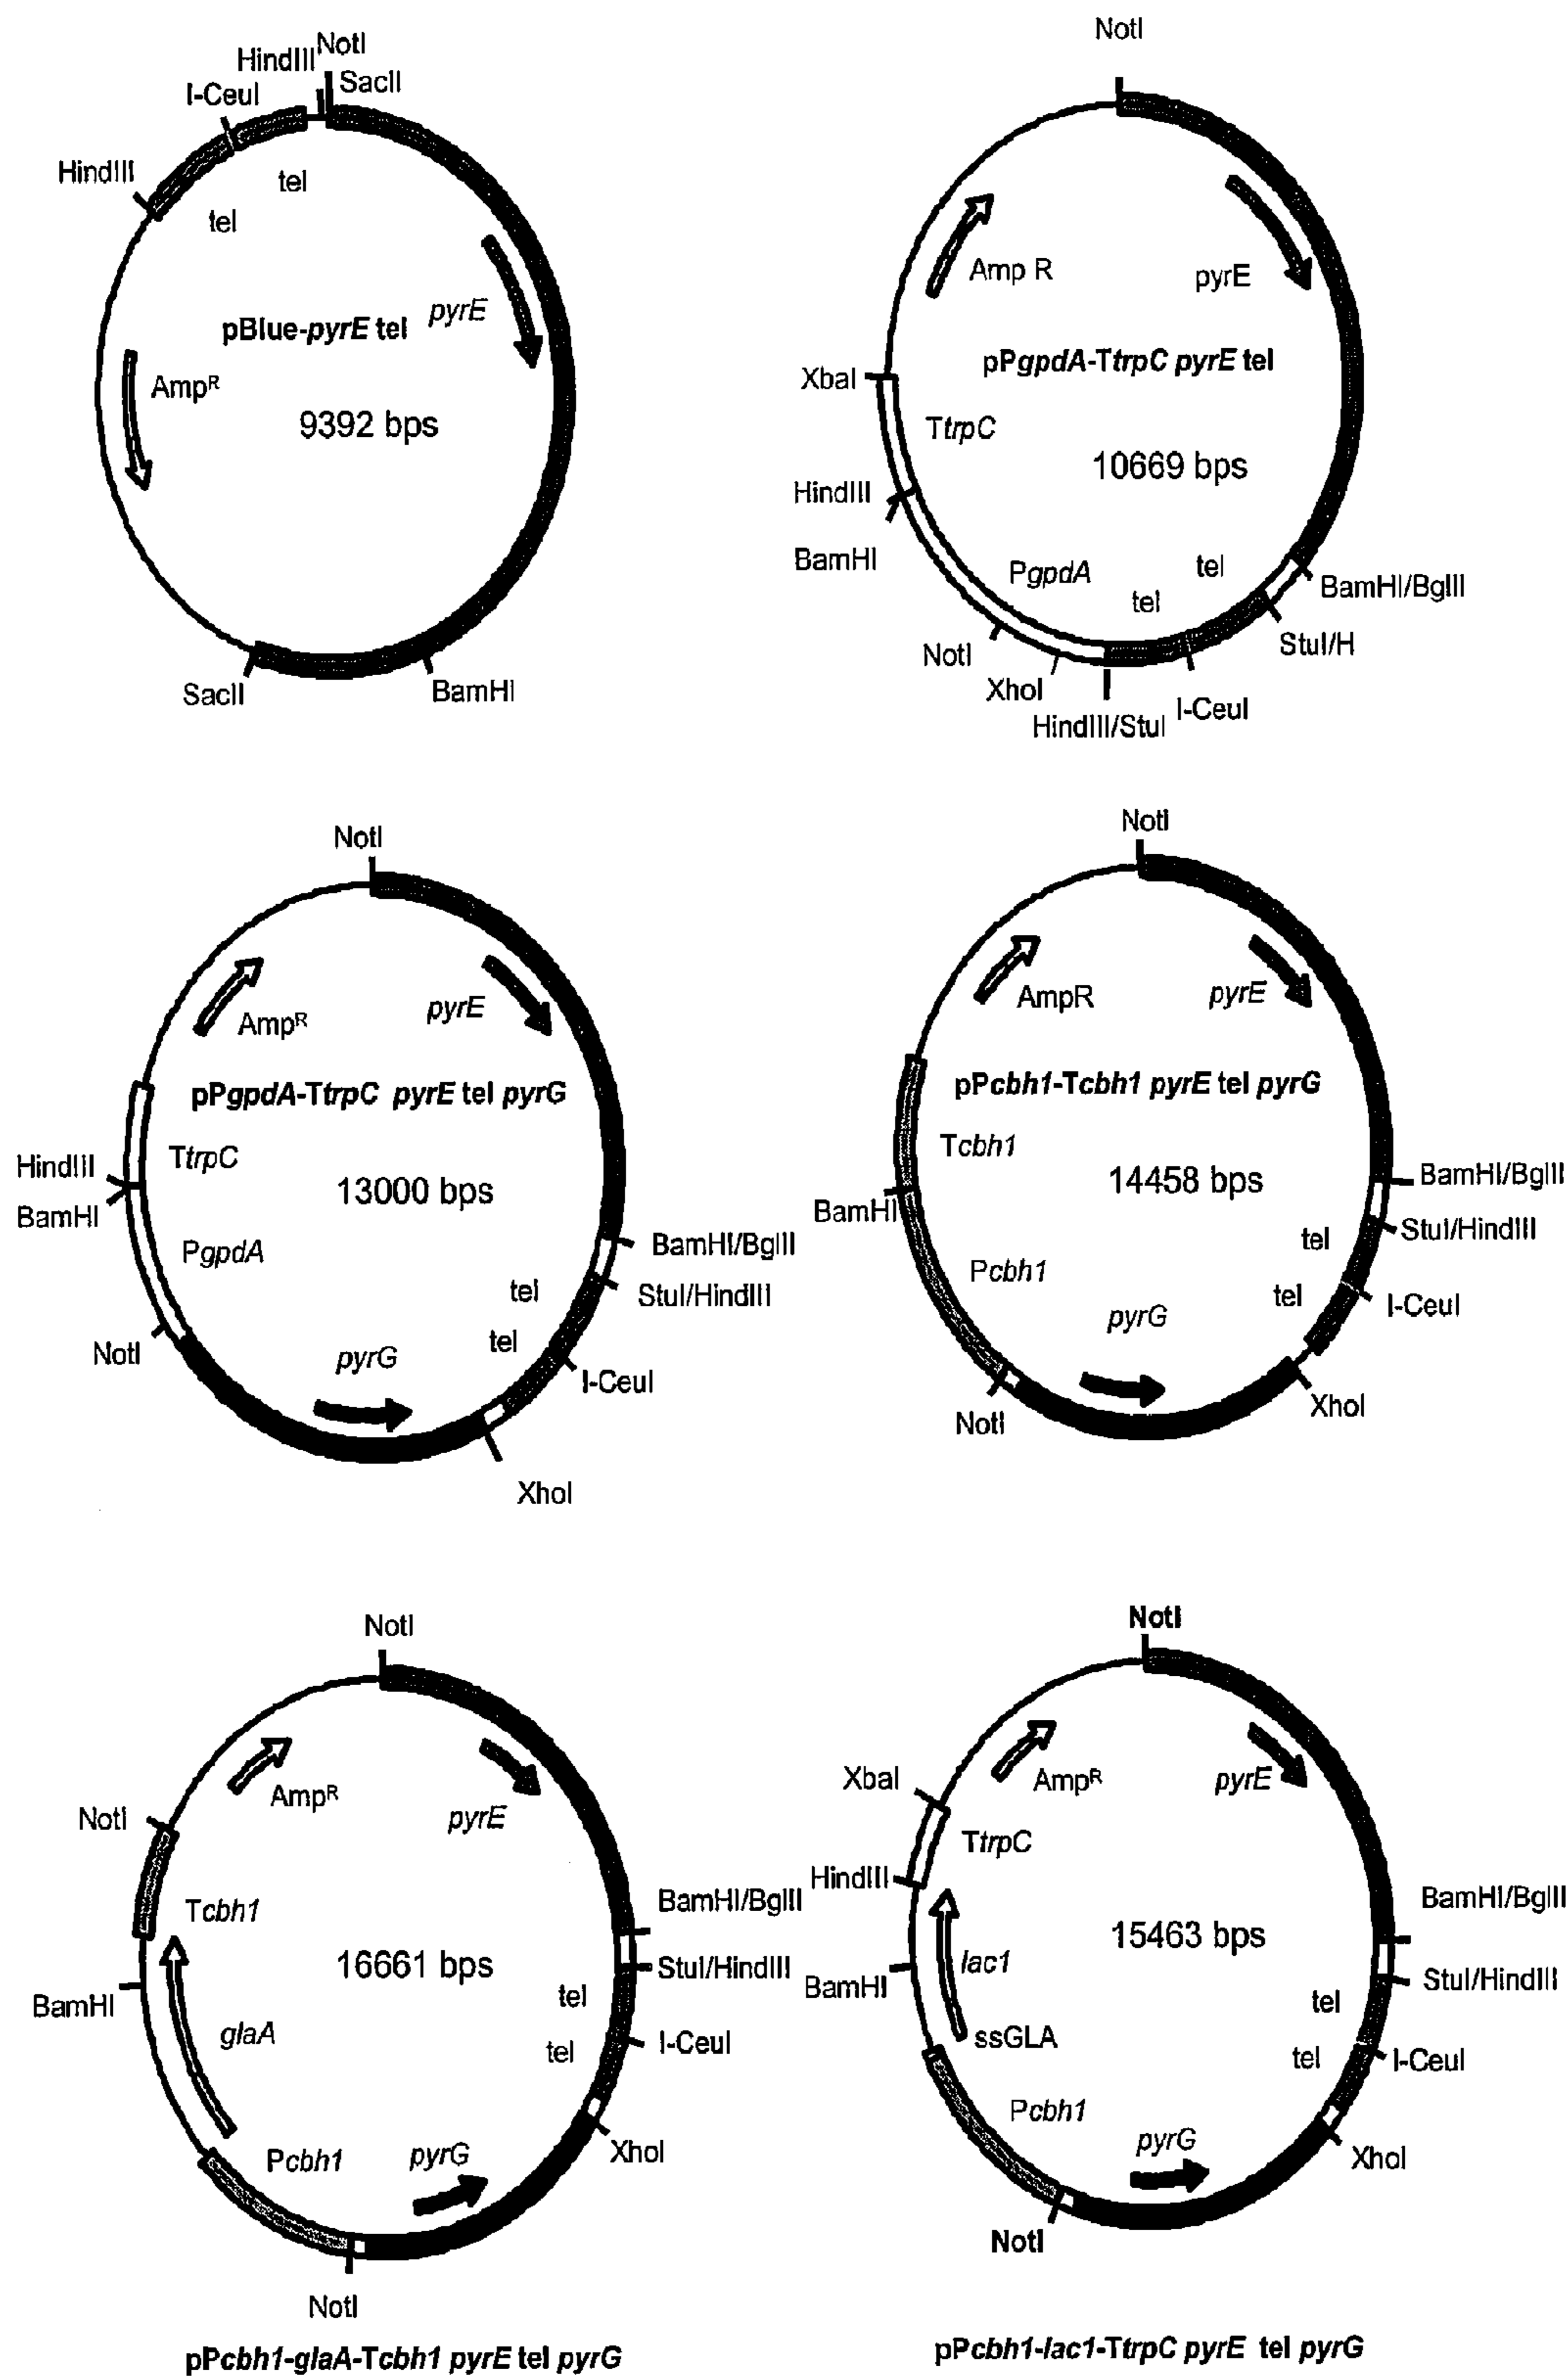 NotI
HindIII
SacII
I-CeuI
HindIII
tel
tel
pyrE
pBlue-pyrE tel
AmpR
9392 bps
SacII
BamHI
NotI
Amp R
pyrE
pPgpdA-TtrpC pyrE tel
XbaI
TtrpC
10669 bps
HindIII
BamHI
PgpdA
tel
tel
BamHI/BglII
StuI/H
NotI
XhoI
I-CeuI
HindIII/StuI
NotI
AmpR
pyrE
pPgpdA-TtrpC pyrE tel pyrG
TtrpC
HindIII
13000 bps
BamHI
PgpdA
BamHI/BglII
tel
StuI/HindIII
tel
NotI
pyrG
I-CeuI
XhoI
NotI
AmpR
pyrE
pPcbh1-Tcbh1 pyrE tel pyrG
Tcbh1
14458 bps
BamHI/BglII
BamHI
StuI/HindIII
tel
Pcbh1
tel
I-CeuI
pyrG
XhoI
NotI
NotI
AmpR
NotI
pyrE
BamHI/BglII
Tcbh1
16661 bps
StuI/HindIII
tel
BamHI
glaA
tel
I-CeuI
Pcbh1
pyrG
XhoI
NotI
pPcbh1-glaA-Tcbh1 pyrE tel pyrG
NotI
XbaI
AmpR
pyrE
TtrpC
HindIII
BamHI/BglII
15463 bps
lac1
BamHI
StuI/HindIII
tel
ssGLA
tel
I-CeuI
Pcbh1
pyrG
XhoI
NotI
pPcbh1-lac1-TtrpC pyrE tel pyrG